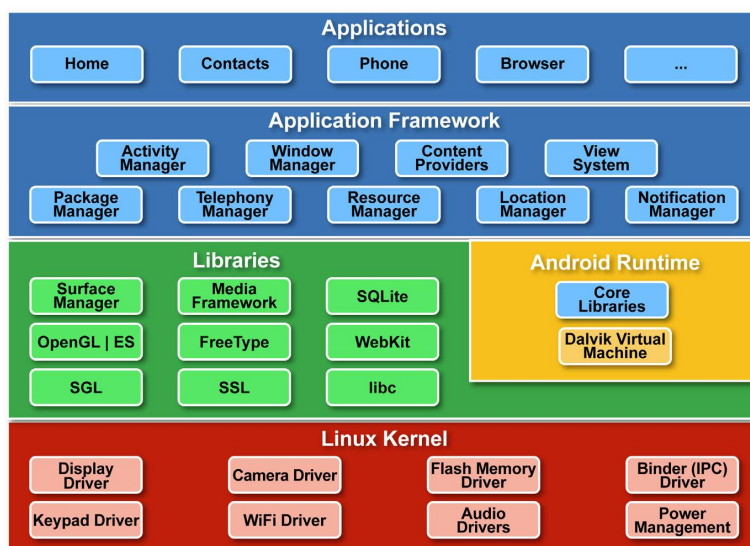 Applications
Home
Contacts
Phone
Browser
...
Application Framework
Activity
Manager
Window
Manager
Content
Providers
View
System
Package
Manager
Telephony
Manager
Resource
Manager
Location
Manager
Notification
Manager
Libraries
Surface
Manager
Media
Framework
SQLite
OpenGL | ES
FreeType
WebKit
SGL
SSL
libc
Android Runtime
Core
Libraries
Dalvik Virtual
Machine
Linux Kernel
Display
Driver
Camera Driver
Flash Memory
Driver
Binder (IPC)
Driver
Keypad Driver
WiFi Driver
Audio
Drivers
Power
Management